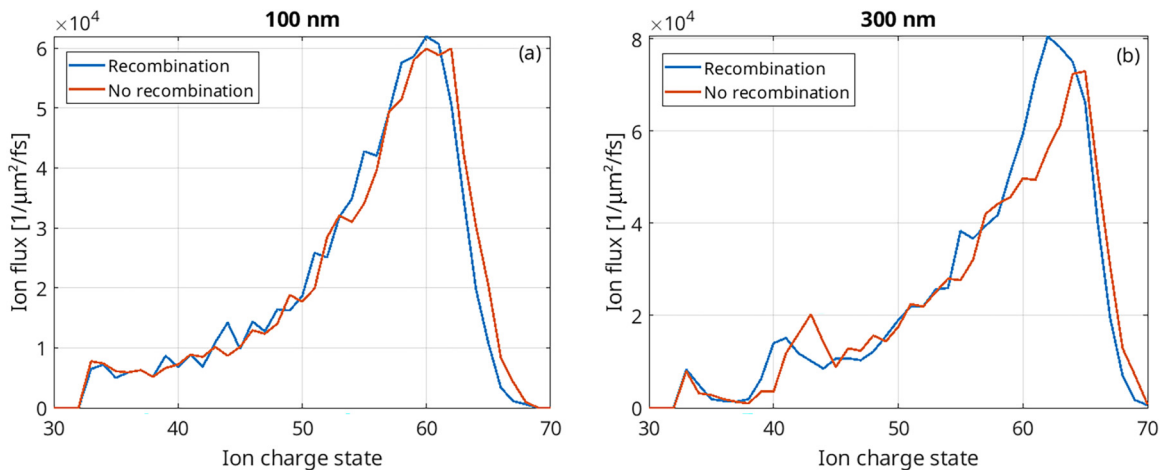 100 nm
×10⁴
(a)
Recombination
No recombination
Ion flux [1/μm²/fs]
6
5
4
3
2
1
0
30 40 50 60 70
Ion charge state
300 nm
×10⁴
(b)
Recombination
No recombination
Ion flux [1/μm²/fs]
8
6
4
2
0
30 40 50 60 70
Ion charge state